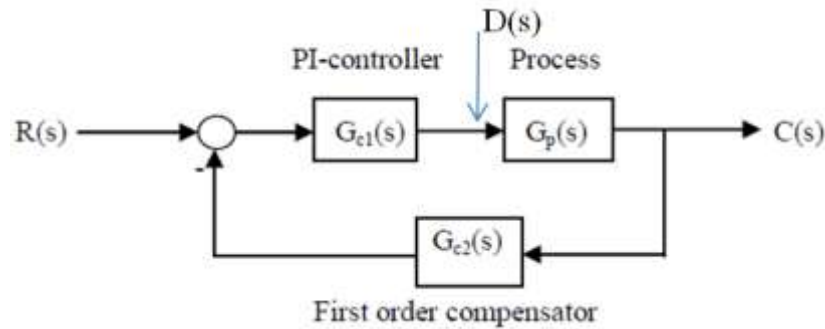 D(s)
PI-controller Process
R(s) Gc1(s) Gp(s) C(s)
-
Gc2(s)
First order compensator